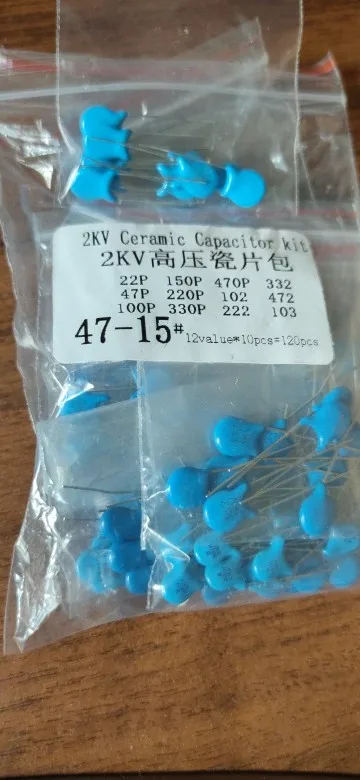 2KV Ceramic Capacitor kit
2KV高压瓷片包
22P 150P 470P 332
47P 220P 102 472
100P 330P 222 103
47-15# 12value*10pcs=120pcs